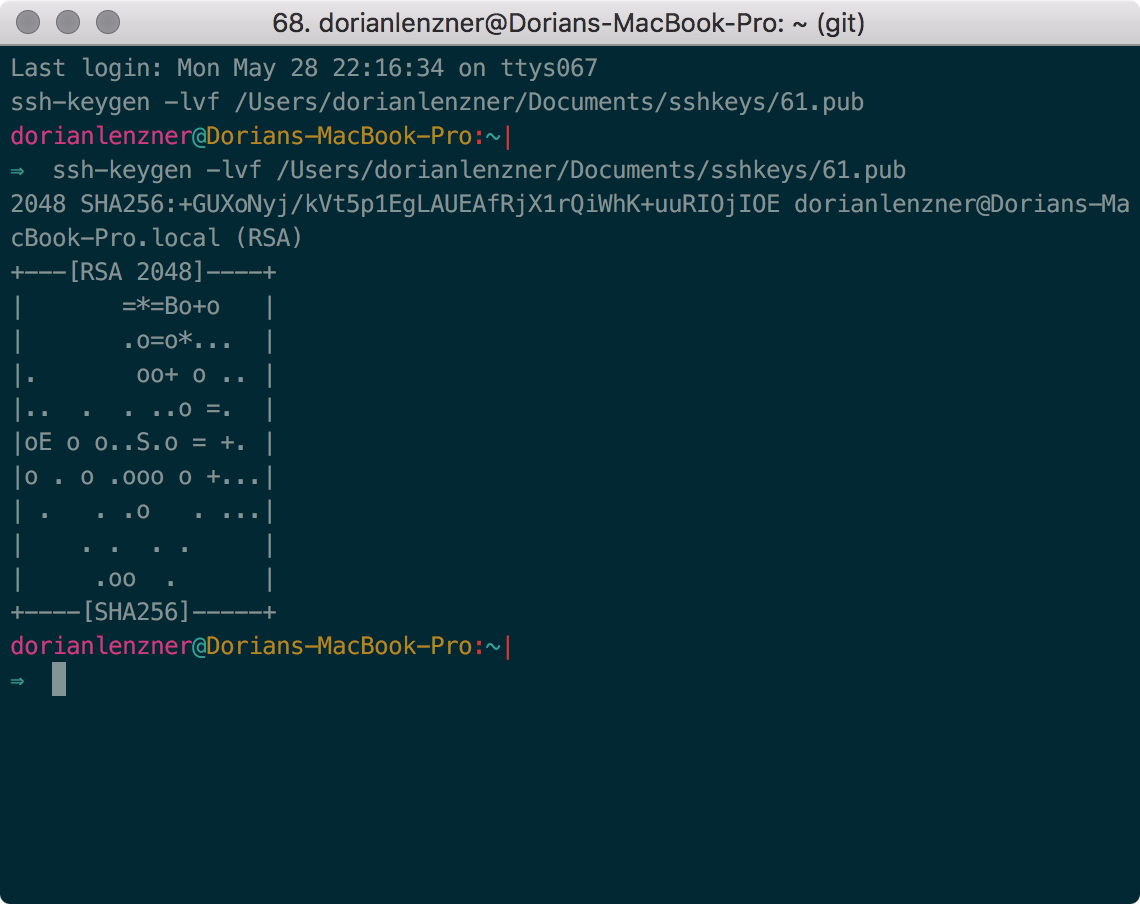 68. dorianlenzner@Dorians-MacBook-Pro: ~ (git)
Last login: Mon May 28 22:16:34 on ttys067
ssh-keygen -lvf /Users/dorianlenzner/Documents/sshkeys/61.pub
dorianlenzner@Dorians-MacBook-Pro:~|
⇒  ssh-keygen -lvf /Users/dorianlenzner/Documents/sshkeys/61.pub
2048 SHA256:+GUXoNyj/kVt5p1EgLAUEAfRjX1rQiWhK+uuRIOjIOE dorianlenzner@Dorians-Ma
cBook-Pro.local (RSA)
+---[RSA 2048]----+
|       =*=Bo+o   |
|       .o=o*...  |
|.       oo+ o .. |
|..  .  . ..o =.  |
|oE o o..S.o = +. |
|o . o .ooo o +...|
| .   . .o   . ...|
|    . .  . .     |
|     .oo  .      |
+----[SHA256]-----+
dorianlenzner@Dorians-MacBook-Pro:~|
⇒